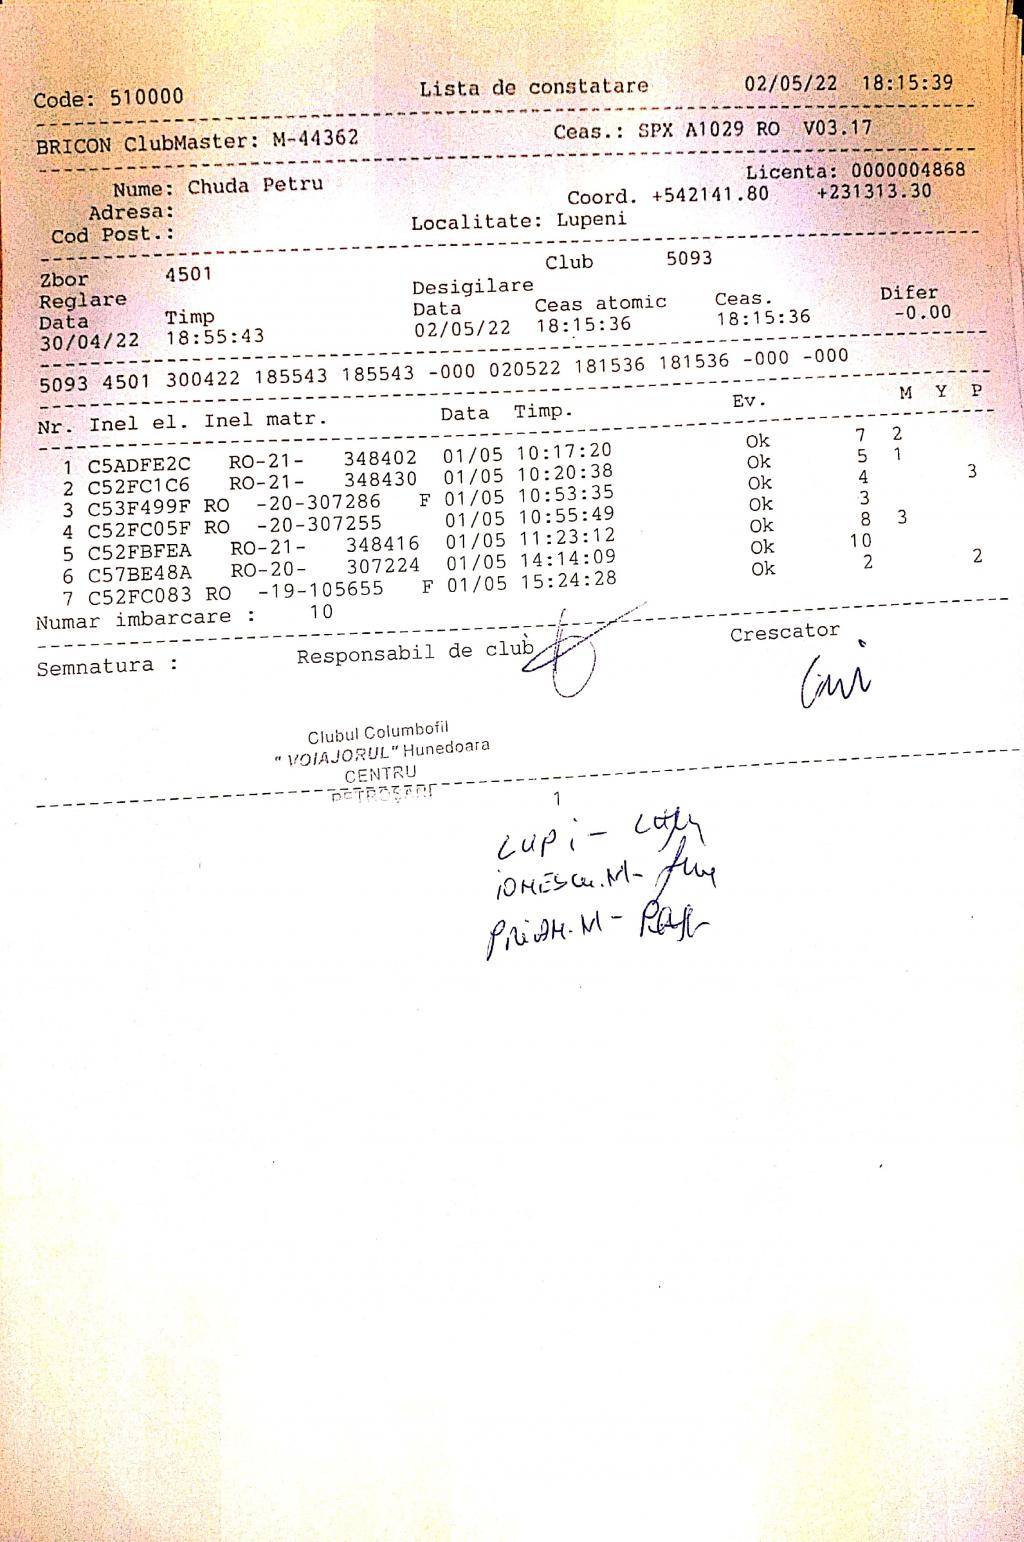 Code: 510000 Lista de constatare 02/05/22 18:15:39
BRICON ClubMaster: M-44362 Ceas.: SPX A1029 RO V03.17
Nume: Chuda Petru Licenta: 0000004868
Adresa: Coord. +542141.80 +231313.30
Cod Post.: Localitate: Lupeni
Zbor 4501 Club 5093
Reglare Desigilare
Data Timp Data Ceas atomic Ceas. Difer
30/04/22 18:55:43 02/05/22 18:15:36 18:15:36 -0.00
5093 4501 300422 185543 185543 -000 020522 181536 181536 -000 -000
Nr. Inel el. Inel matr. Data Timp. Ev. M Y P
1 C5ADFE2C RO-21- 348402 01/05 10:17:20 Ok 7 2
2 C52FC1C6 RO-21- 348430 01/05 10:20:38 Ok 5 1
3 C53F499F RO -20-307286 F 01/05 10:53:35 Ok 4 3
4 C52FC05F RO -20-307255 01/05 10:55:49 Ok 3
5 C52FBFEA RO-21- 348416 01/05 11:23:12 Ok 8 3
6 C57BE48A RO-20- 307224 01/05 14:14:09 Ok 10
7 C52FC083 RO -19-105655 F 01/05 15:24:28 Ok 2 2
Numar imbarcare : 10
Semnatura : Responsabil de club Crescator
Clubul Columbofil
"VOIAJORUL" Hunedoara
CENTRU
PETROȘANI
1
LUPi -
iONESCU.M-